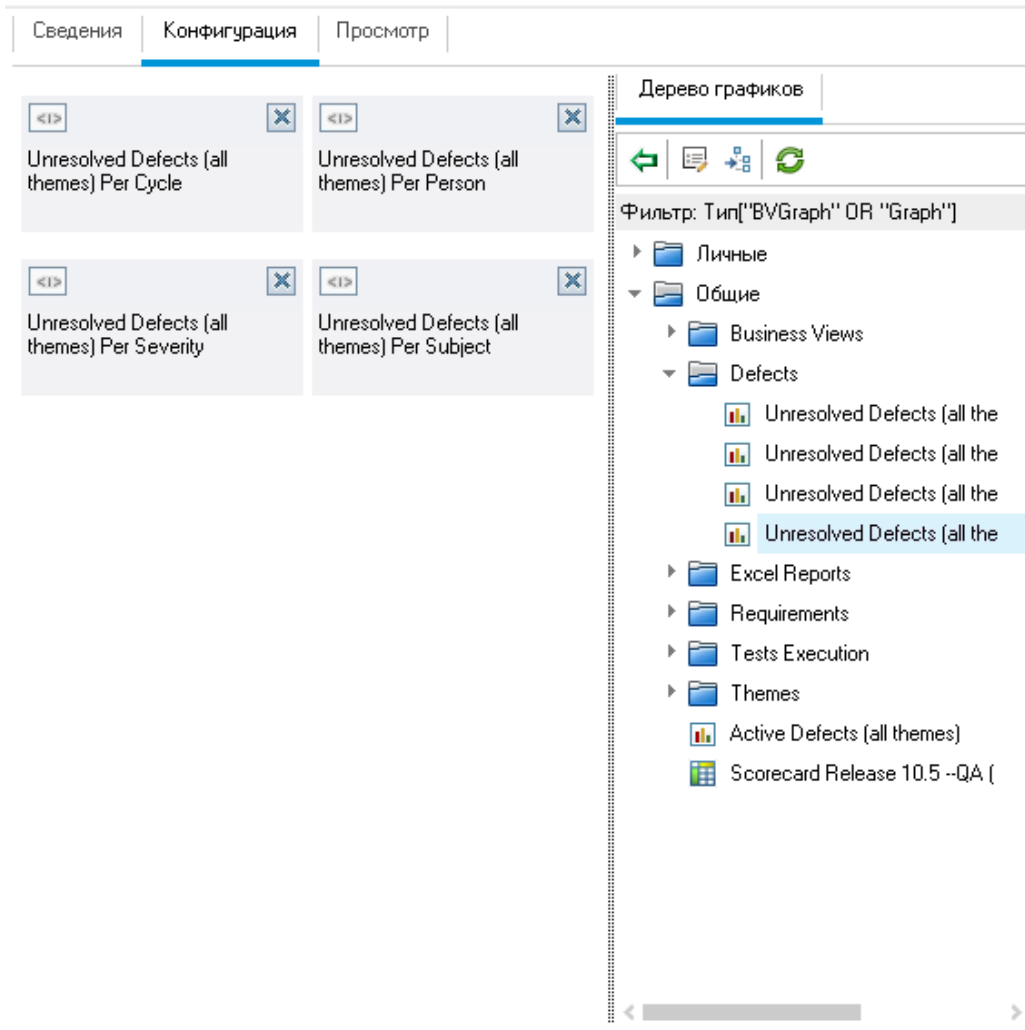 Сведения
Конфигурация
Просмотр
Unresolved Defects (all
themes) Per Cycle
Unresolved Defects (all
themes) Per Person
Unresolved Defects (all
themes) Per Severity
Unresolved Defects (all
themes) Per Subject
Дерево графиков
Фильтр: Тип["BVGraph" OR "Graph"]
Личные
Общие
Business Views
Defects
Unresolved Defects (all the
Unresolved Defects (all the
Unresolved Defects (all the
Unresolved Defects (all the
Excel Reports
Requirements
Tests Execution
Themes
Active Defects (all themes)
Scorecard Release 10.5 --QA (